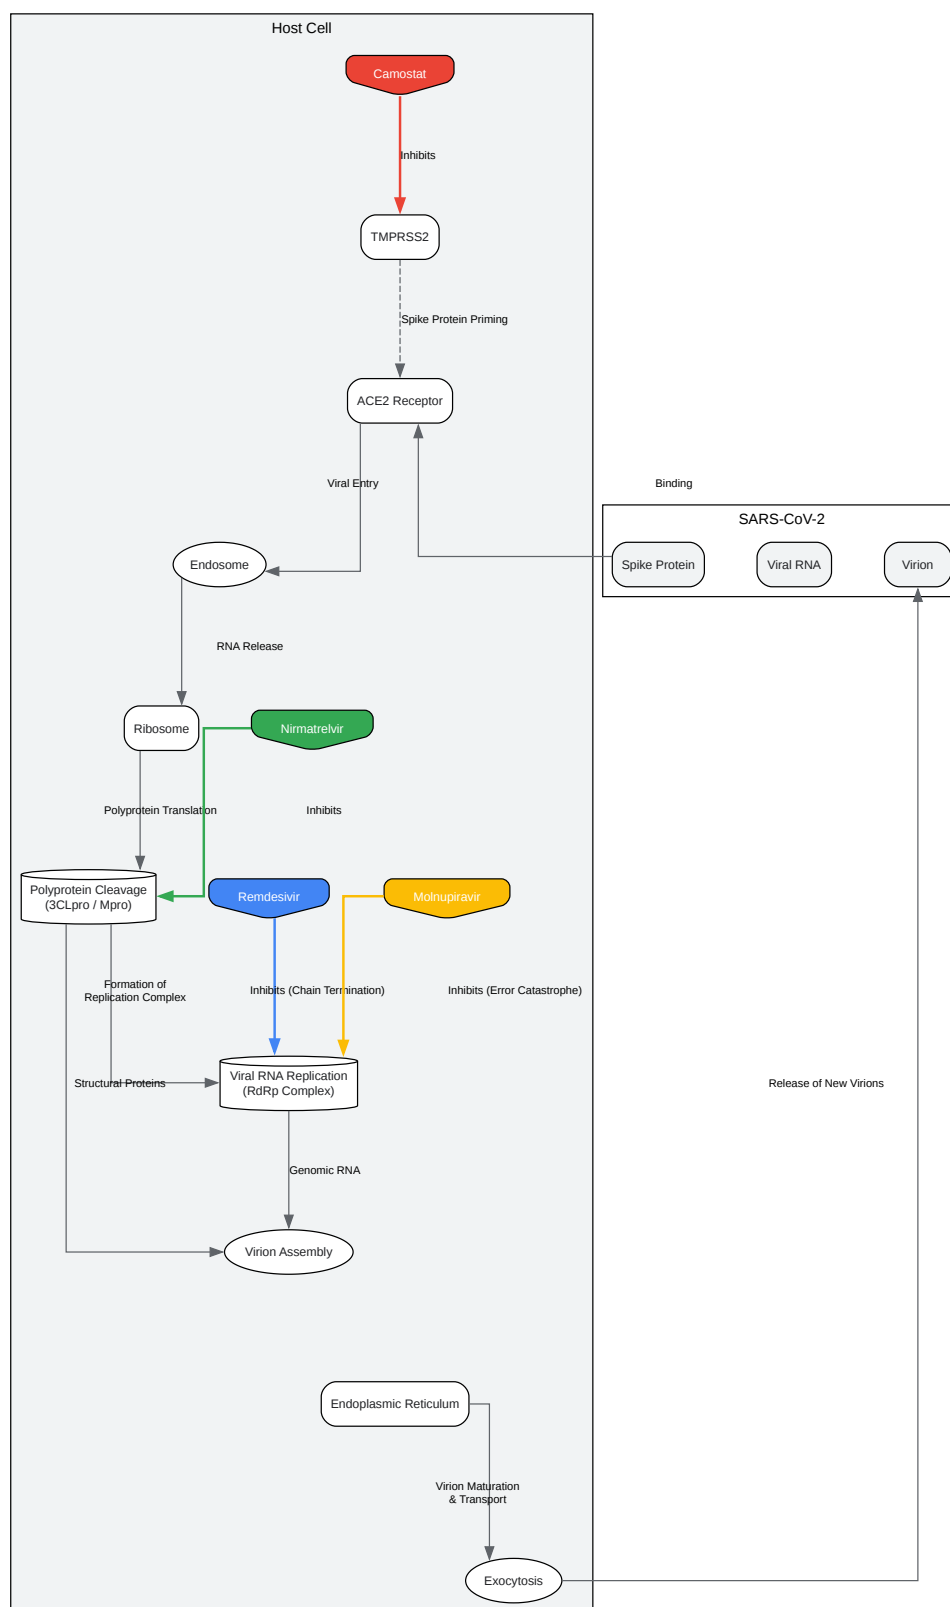 Host Cell
Camostat
Inhibits
TMPRSS2
Spike Protein Priming
ACE2 Receptor
Viral Entry
Binding
SARS-CoV-2
Endosome
Spike Protein
Viral RNA
Virion
RNA Release
Ribosome
Nirmatrelvir
Polyprotein Translation
Inhibits
Polyprotein Cleavage
(3CLpro / Mpro)
Remdesivir
Molnupiravir
Formation of
Replication Complex
Inhibits (Chain Termination)
Inhibits (Error Catastrophe)
Structural Proteins
Viral RNA Replication
(RdRp Complex)
Release of New Virions
Genomic RNA
Virion Assembly
Endoplasmic Reticulum
Virion Maturation
& Transport
Exocytosis